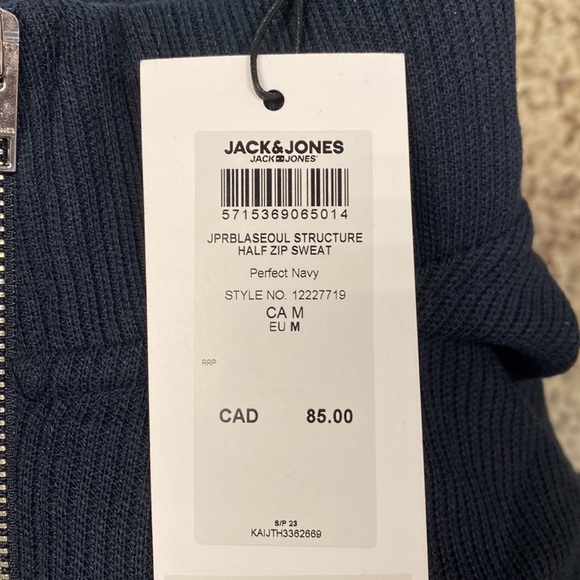 JACK&JONES
JACK JONES
5715369065014
JPRBLASEOUL STRUCTURE
HALF ZIP SWEAT
Perfect Navy
STYLE NO. 12227719
CA M
EU M
RRP
CAD 85.00
S/P 23
KAIJTH3362669